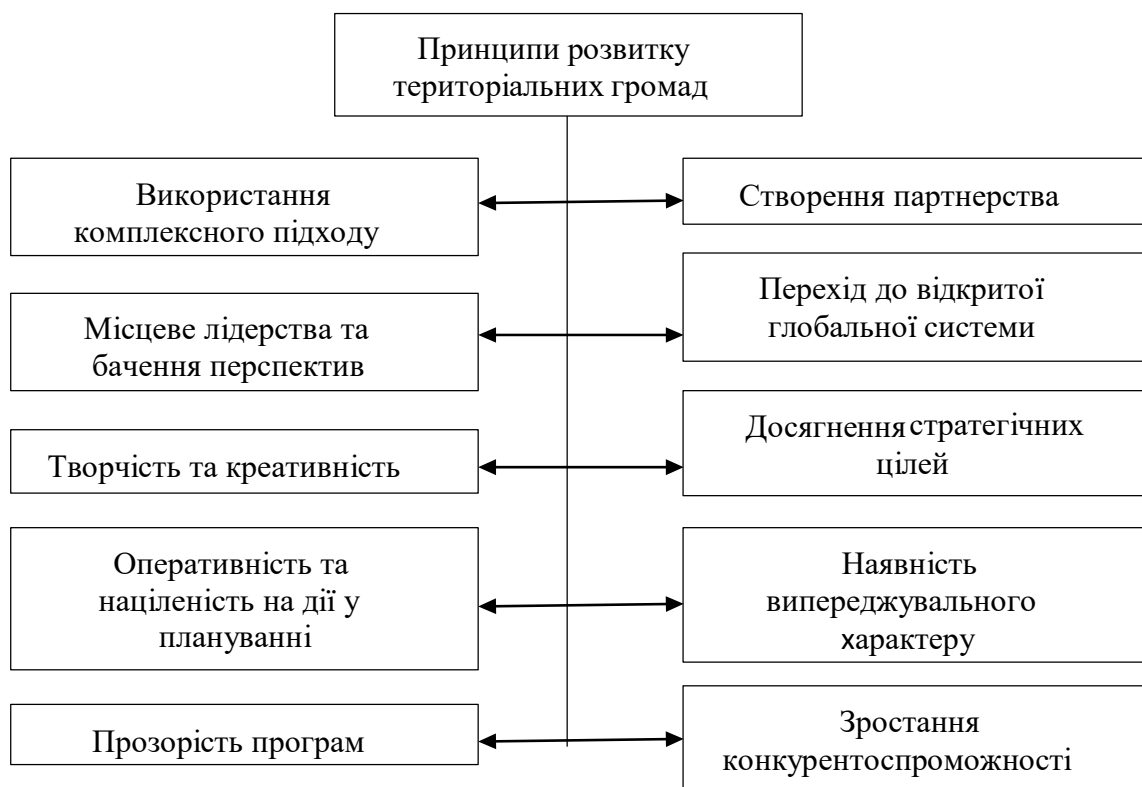 Принципи розвитку
територіальних громад
Використання
комплексного підходу
Створення партнерства
Місцеве лідерства та
бачення перспектив
Перехід до відкритої
глобальної системи
Творчість та креативність
Досягнення стратегічних
цілей
Оперативність та
націленість на дії у
плануванні
Наявність
випереджувального
характеру
Прозорість програм
Зростання
конкурентоспроможності